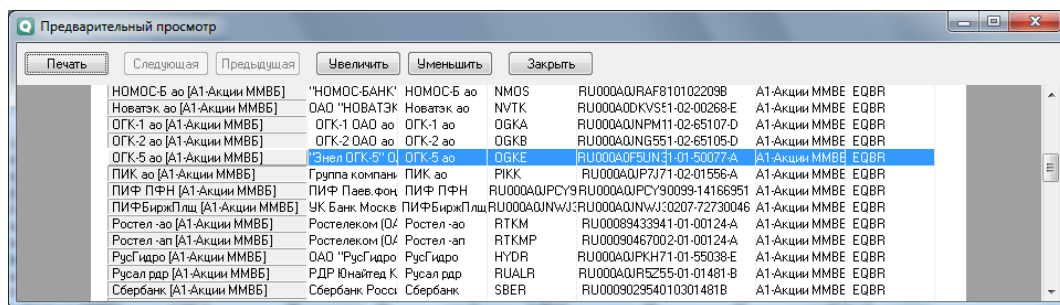 Предварительный просмотр
Печать Следующая Предыдущая Увеличить Уменьшить Закрыть
НОМОС-Б ао [А1-Акции ММВБ] "НОМОС-БАНК' НОМОС-Б ао NMOS RU000A0JRAF810102209B А1-Акции ММВЕ EQBR
Новатэк ао [А1-Акции ММВБ] ОАО "НОВАТЭК Новатэк ао NVTK RU000A0DKVS51-02-00268-E А1-Акции ММВЕ EQBR
ОГК-1 ао [А1-Акции ММВБ] ОГК-1 ОАО ао ОГК-1 ао OGKA RU000A0JNPM11-02-65107-D А1-Акции ММВЕ EQBR
ОГК-2 ао [А1-Акции ММВБ] ОГК-2 ОАО ао ОГК-2 ао OGKB RU000A0JNG551-02-65105-D А1-Акции ММВЕ EQBR
ОГК-5 ао [А1-Акции ММВБ] "Энел ОГК-5" О. ОГК-5 ао OGKE RU000A0F5UN31-01-50077-A А1-Акции ММВЕ EQBR
ПИК ао [А1-Акции ММВБ] Группа компани ПИК ао PIKK RU000A0JP7J71-02-01556-A А1-Акции ММВЕ EQBR
ПИФ ПФН [А1-Акции ММВБ] ПИФ Паев.фон, ПИФ ПФН RU000A0JPCY9 RU000A0JPCY90099-14166951 А1-Акции ММВЕ EQBR
ПИФБиржПлщ [А1-Акции ММВБ] УК Банк Москв ПИФБиржПлщ RU000A0JNWJ: RU000A0JNWJ:0207-72730046 А1-Акции ММВЕ EQBR
Ростел -ао [А1-Акции ММВБ] Ростелеком (ОА Ростел -ао RTKM RU00089433941-01-00124-A А1-Акции ММВЕ EQBR
Ростел -ап [А1-Акции ММВБ] Ростелеком (ОА Ростел -ап RTKMP RU00090467002-01-00124-A А1-Акции ММВЕ EQBR
РусГидро [А1-Акции ММВБ] ОАО "РусГидро РусГидро HYDR RU000A0JPKH71-01-55038-E А1-Акции ММВЕ EQBR
Русал рдр [А1-Акции ММВБ] РДР Юнайтед К Русал рдр RUALR RU000A0JR5Z55-01-01481-B А1-Акции ММВЕ EQBR
Сбербанк [А1-Акции ММВБ] Сбербанк Росси Сбербанк SBER RU000902954010301481B А1-Акции ММВЕ EQBR